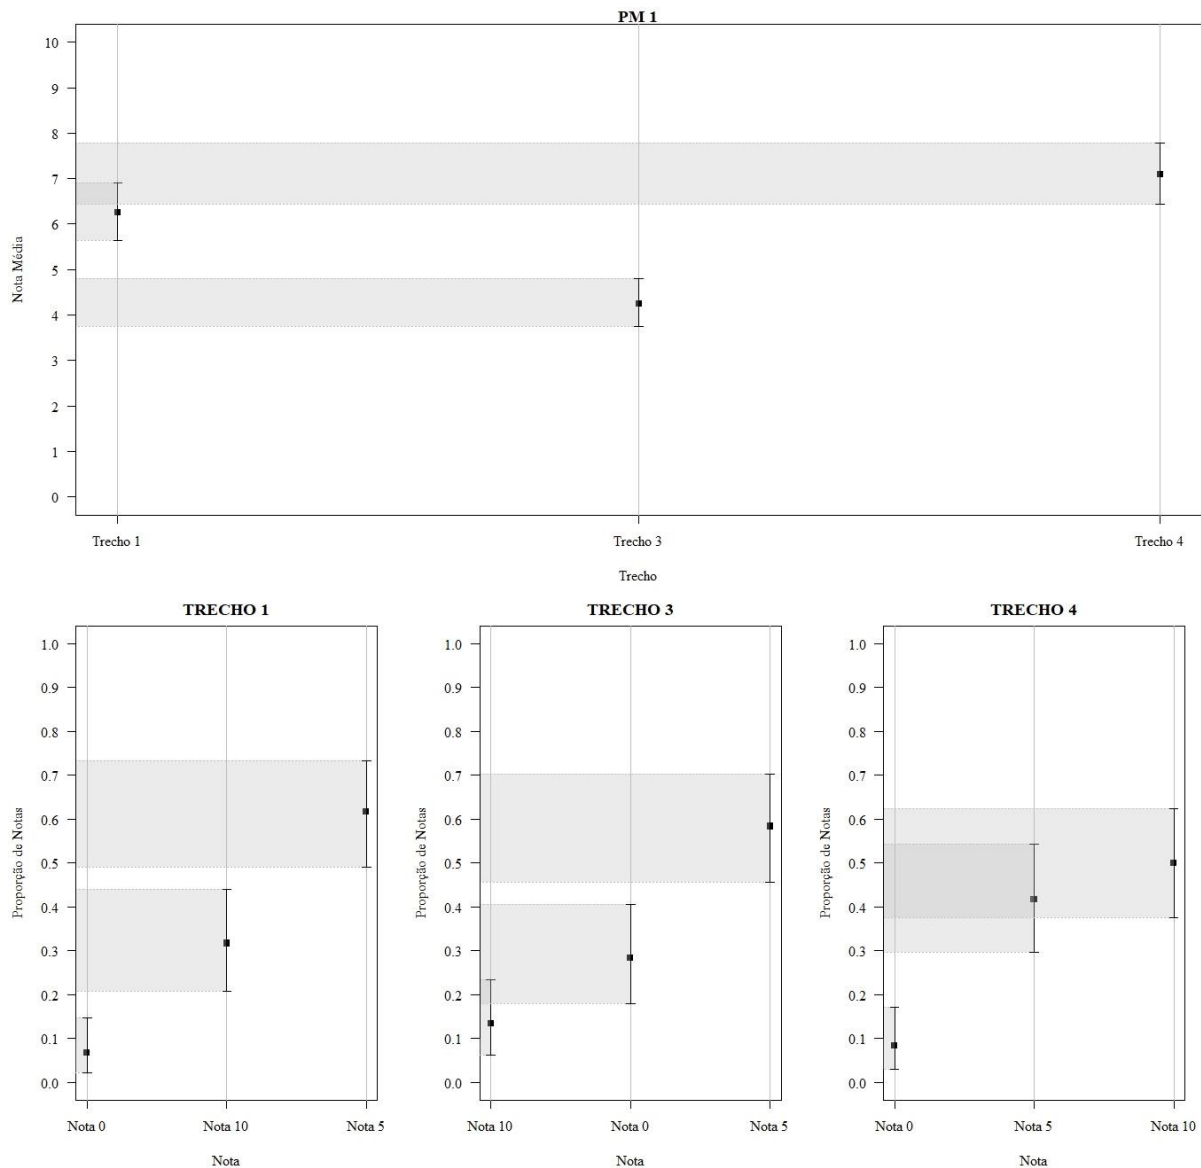 PM 1
10
9
8
7
6
5
4
3
2
1
0
Nota Média
Trecho 1 Trecho 3 Trecho 4
Trecho
TRECHO 1
1.0
0.9
0.8
0.7
0.6
0.5
0.4
0.3
0.2
0.1
0.0
Proporção de Notas
Nota 0 Nota 10 Nota 5
Nota
TRECHO 3
1.0
0.9
0.8
0.7
0.6
0.5
0.4
0.3
0.2
0.1
0.0
Proporção de Notas
Nota 10 Nota 0 Nota 5
Nota
TRECHO 4
1.0
0.9
0.8
0.7
0.6
0.5
0.4
0.3
0.2
0.1
0.0
Proporção de Notas
Nota 0 Nota 5 Nota 10
Nota